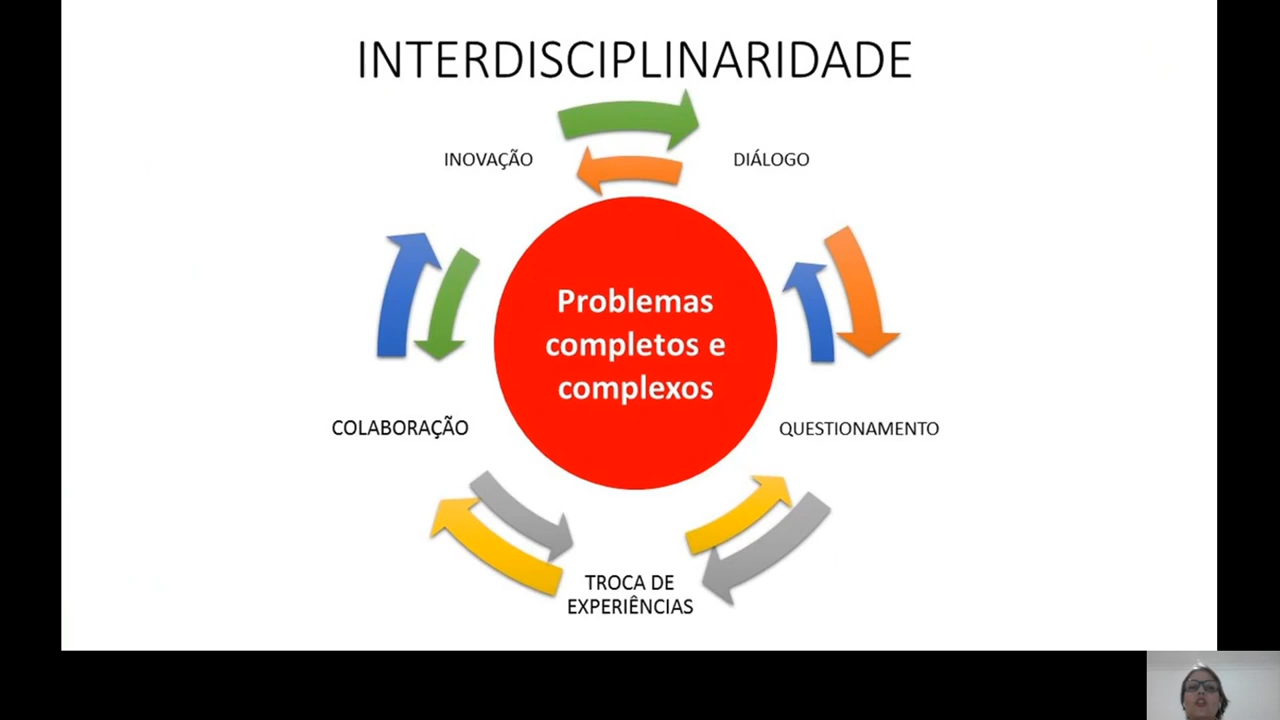 INTERDISCIPLINARIDADE
INOVAÇÃO
DIÁLOGO
Problemas
completos e
complexos
COLABORAÇÃO
QUESTIONAMENTO
TROCA DE
EXPERIÊNCIAS